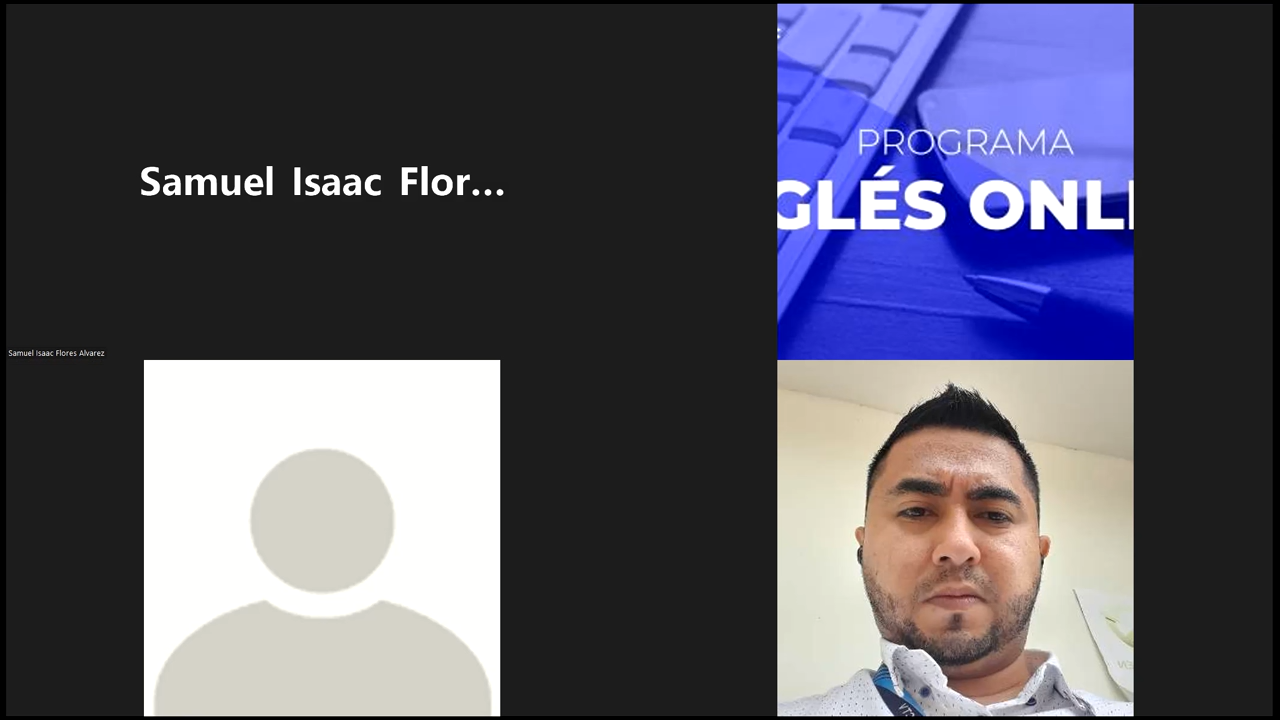 Samuel Isaac Flor...
PROGRAMA
GLÉS ONLI
Samuel Isaac Flores Alvarez